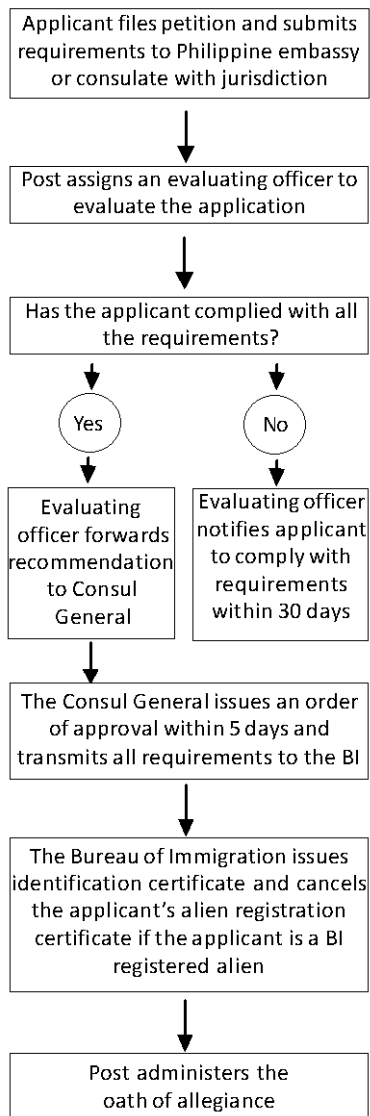 Applicant files petition and submits
requirements to Philippine embassy
or consulate with jurisdiction
Post assigns an evaluating officer to
evaluate the application
Has the applicant complied with all
the requirements?
Yes
No
Evaluating
officer forwards
recommendation
to Consul
General
Evaluating officer
notifies applicant
to comply with
requirements
within 30 days
The Consul General issues an order
of approval within 5 days and
transmits all requirements to the BI
The Bureau of Immigration issues
identification certificate and cancels
the applicant's alien registration
certificate if the applicant is a BI
registered alien
Post administers the
oath of allegiance